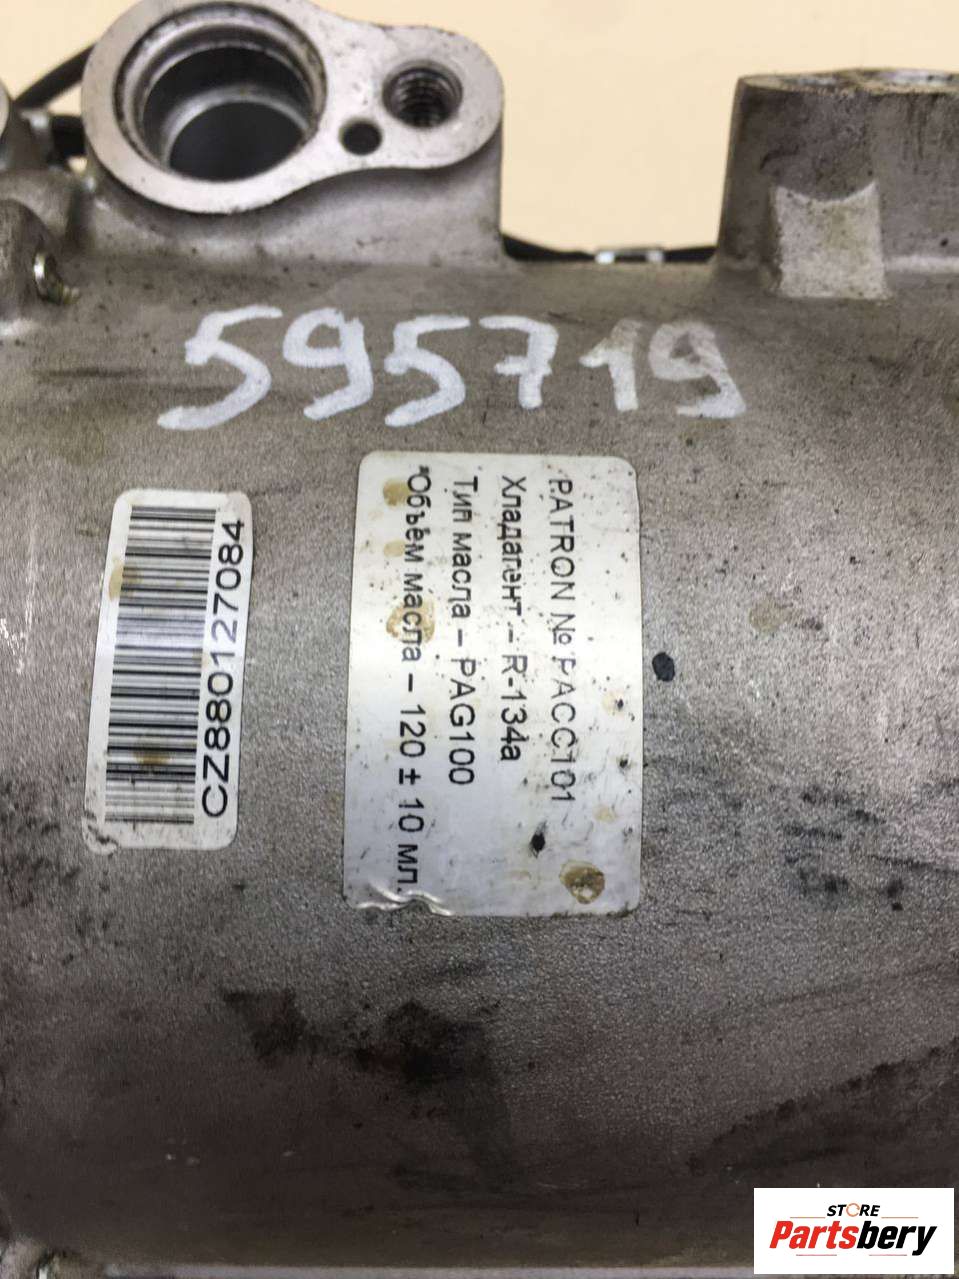 595719
PATRON № PACC101
Хладагент – R-134a
Тип масла – PAG100
Объём масла – 120 ± 10 мл.
CZ880127084
STORE
Partsbery